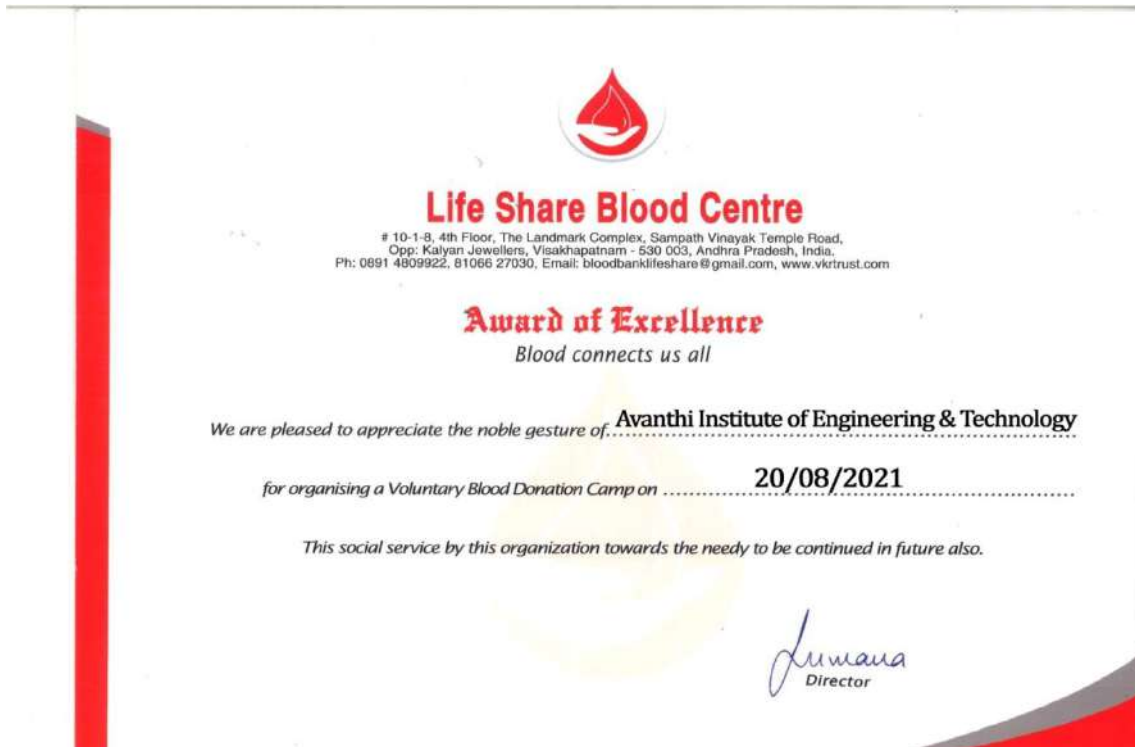 Life Share Blood Centre
# 10-1-8, 4th Floor, The Landmark Complex, Sampath Vinayak Temple Road,
Opp: Kalyan Jewellers, Visakhapatnam - 530 003, Andhra Pradesh, India.
Ph: 0891 4809922, 81066 27030, Email: bloodbanklifeshare@gmail.com, www.vkrtrust.com
Award of Excellence
Blood connects us all
We are pleased to appreciate the noble gesture of Avanthi Institute of Engineering & Technology
for organising a Voluntary Blood Donation Camp on 20/08/2021
This social service by this organization towards the needy to be continued in future also.
Director